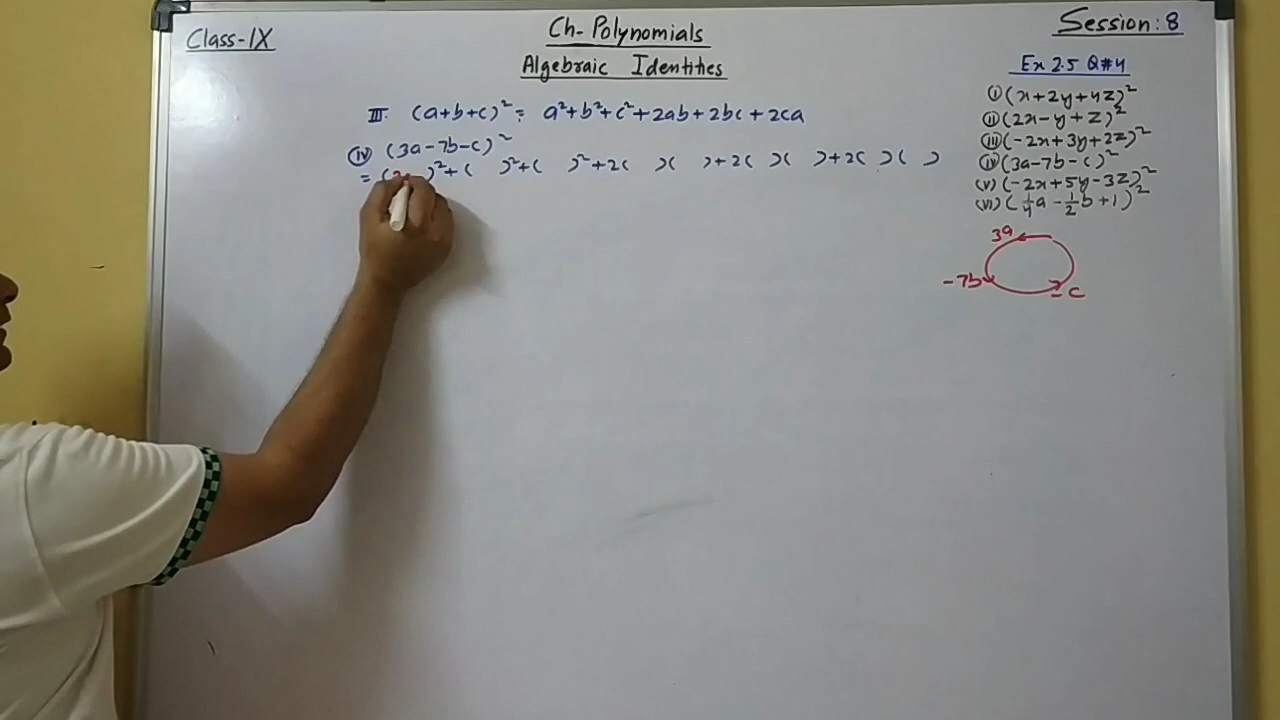 Class-IX
Ch- Polynomials
Session: 8
Algebraic Identities
III. (a+b+c)² = a²+b²+c²+2ab+2bc+2ca
(iv) (3a-7b-c)²
= ( )²+( )²+( )²+2( )( )+2( )( )+2( )( )
Ex 2.5 Q#4
(i) (x+2y+4z)²
(ii) (2x-y+z)²
(iii) (-2x+3y+2z)²
(iv) (3a-7b-c)²
(v) (-2x+5y-3z)²
(vi) (1/4a-1/2b+1)²
3a
-7b
-c